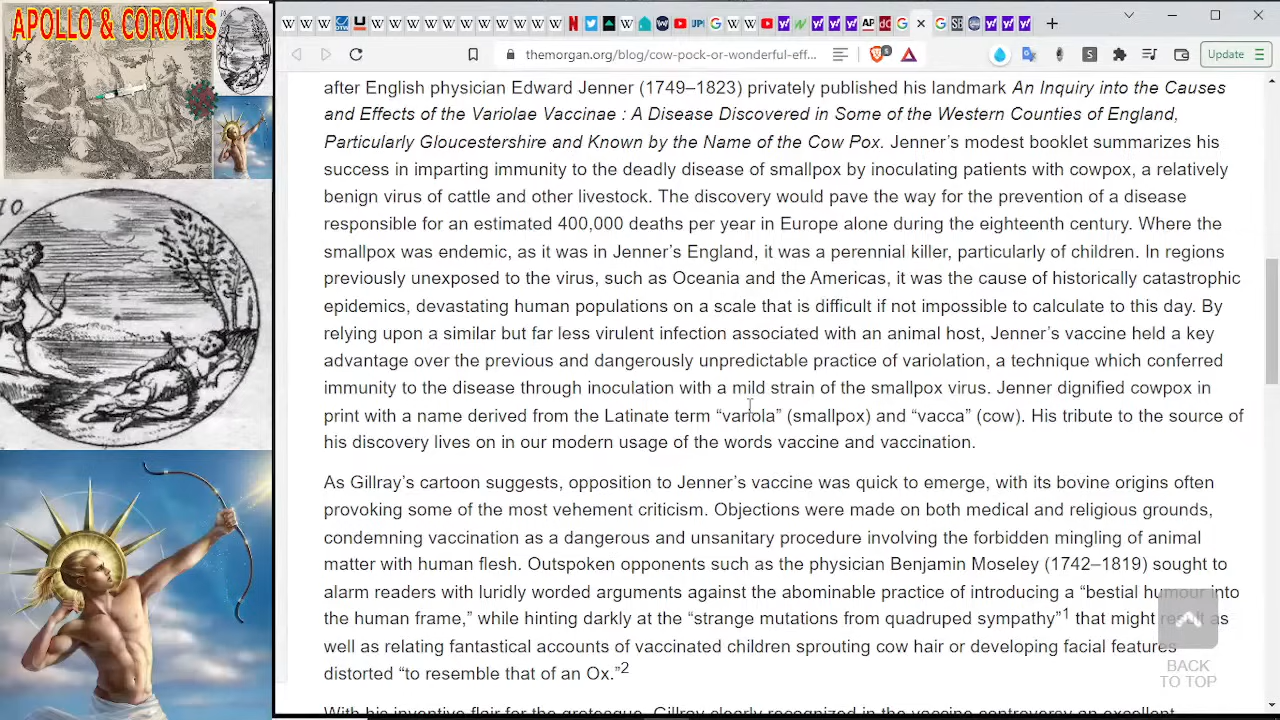 APOLLO & CORONIS
10
themorgan.org/blog/cow-pock-or-wonderful-eff...
Update
after English physician Edward Jenner (1749–1823) privately published his landmark An Inquiry into the Causes
and Effects of the Variolae Vaccinae : A Disease Discovered in Some of the Western Counties of England,
Particularly Gloucestershire and Known by the Name of the Cow Pox. Jenner’s modest booklet summarizes his
success in imparting immunity to the deadly disease of smallpox by inoculating patients with cowpox, a relatively
benign virus of cattle and other livestock. The discovery would pave the way for the prevention of a disease
responsible for an estimated 400,000 deaths per year in Europe alone during the eighteenth century. Where the
smallpox was endemic, as it was in Jenner’s England, it was a perennial killer, particularly of children. In regions
previously unexposed to the virus, such as Oceania and the Americas, it was the cause of historically catastrophic
epidemics, devastating human populations on a scale that is difficult if not impossible to calculate to this day. By
relying upon a similar but far less virulent infection associated with an animal host, Jenner’s vaccine held a key
advantage over the previous and dangerously unpredictable practice of variolation, a technique which conferred
immunity to the disease through inoculation with a mild strain of the smallpox virus. Jenner dignified cowpox in
print with a name derived from the Latinate term “variola” (smallpox) and “vacca” (cow). His tribute to the source of
his discovery lives on in our modern usage of the words vaccine and vaccination.
As Gillray’s cartoon suggests, opposition to Jenner’s vaccine was quick to emerge, with its bovine origins often
provoking some of the most vehement criticism. Objections were made on both medical and religious grounds,
condemning vaccination as a dangerous and unsanitary procedure involving the forbidden mingling of animal
matter with human flesh. Outspoken opponents such as the physician Benjamin Moseley (1742–1819) sought to
alarm readers with luridly worded arguments against the abominable practice of introducing a “bestial humour into
the human frame,” while hinting darkly at the “strange mutations from quadruped sympathy”1 that might result as
well as relating fantastical accounts of vaccinated children sprouting cow hair or developing facial features
distorted “to resemble that of an Ox.”2
With his inventive flair for the grotesque, Gillray clearly recognized in the vaccine controversy an excellent
BACK
TO TOP